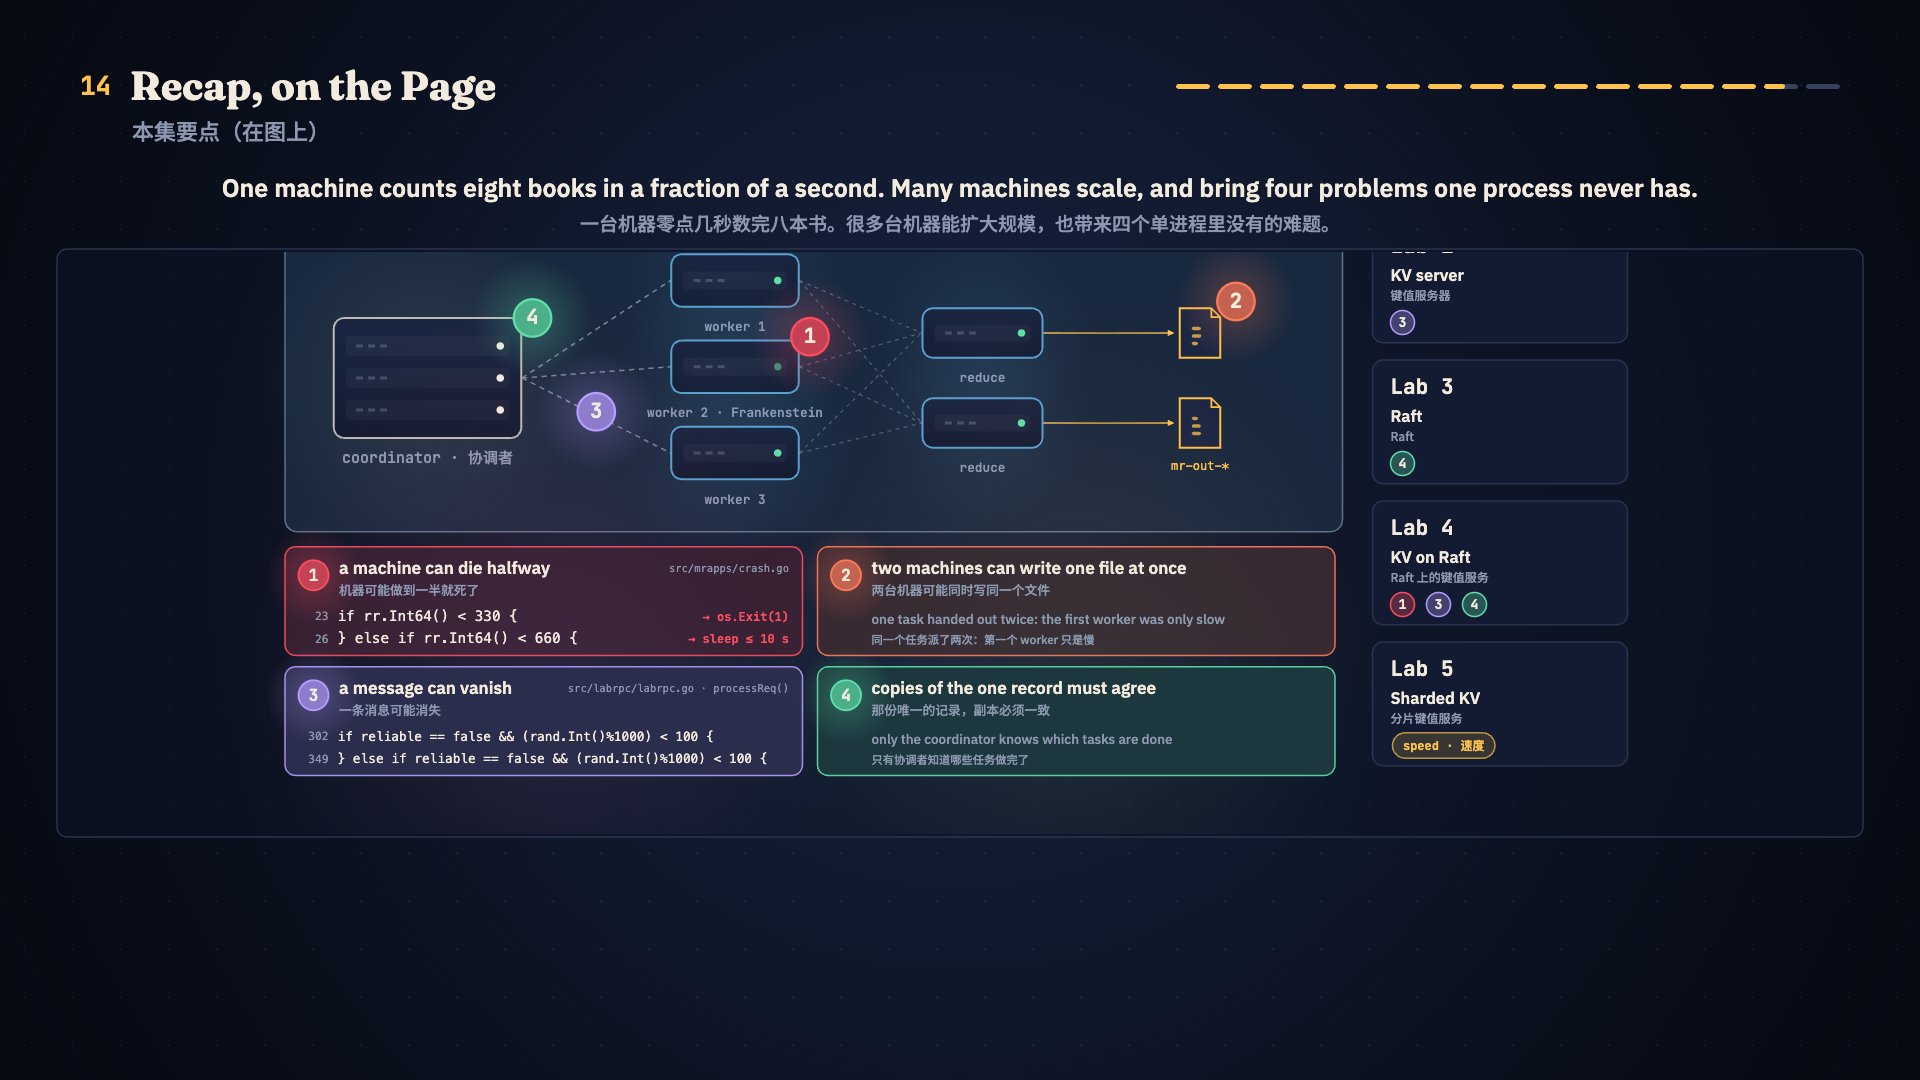 14 Recap, on the Page
本集要点（在图上）
One machine counts eight books in a fraction of a second. Many machines scale, and bring four problems one process never has.
一台机器零点几秒数完八本书。很多台机器能扩大规模，也带来四个单进程里没有的难题。
4
1
3
2
worker 1
worker 2 · Frankenstein
worker 3
coordinator · 协调者
reduce
reduce
mr-out-*
1 a machine can die halfway src/mrapps/crash.go
机器可能做到一半就死了
23 if rr.Int64() < 330 { → os.Exit(1)
26 } else if rr.Int64() < 660 { → sleep ≤ 10 s
2 two machines can write one file at once
两台机器可能同时写同一个文件
one task handed out twice: the first worker was only slow
同一个任务派了两次：第一个 worker 只是慢
3 a message can vanish src/labrpc/labrpc.go · processReq()
一条消息可能消失
302 if reliable == false && (rand.Int()%1000) < 100 {
349 } else if reliable == false && (rand.Int()%1000) < 100 {
4 copies of the one record must agree
那份唯一的记录，副本必须一致
only the coordinator knows which tasks are done
只有协调者知道哪些任务做完了
KV server
键值服务器
3
Lab 3
Raft
Raft
4
Lab 4
KV on Raft
Raft 上的键值服务
1 3 4
Lab 5
Sharded KV
分片键值服务
speed · 速度